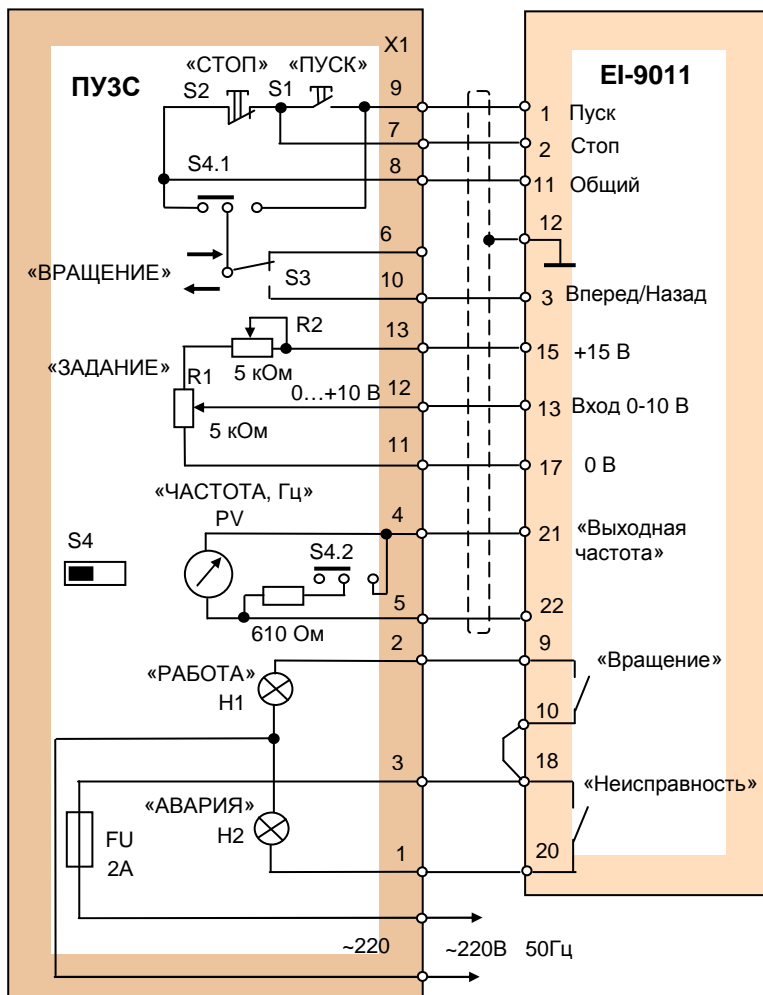 X1
ПУ3С
EI-9011
«СТОП» «ПУСК»
S2 S1 9
1 Пуск
7
2 Стоп
S4.1 8
11 Общий
12
6
«ВРАЩЕНИЕ»
S3
10
3 Вперед/Назад
R2 13
15 +15 В
«ЗАДАНИЕ»
R1 5 кОм
0…+10 В 12
13 Вход 0-10 В
5 кОм
11
17 0 В
«ЧАСТОТА, Гц»
PV 4
21 «Выходная
частота»
S4
S4.2
5
22
610 Ом
2
9
«Вращение»
«РАБОТА»
H1
10
3
18
«Неисправность»
«АВАРИЯ»
H2
FU
2А
1
20
~220 ~220В 50Гц